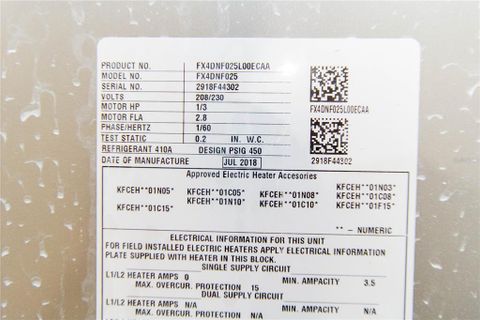 PRODUCT NO. FX4DNF025L00ECAA
MODEL NO. FX4DNF025
SERIAL NO. 2918F44302
VOLTS 208/230
MOTOR HP 1/3
MOTOR FLA 2.8
PHASE/HERTZ 1/60
TEST STATIC 0.2 IN. W.C.
REFRIGERANT 410A DESIGN PSIG 450
DATE OF MANUFACTURE JUL 2018
FX4DNF025L00ECAA
2918F44302
Approved Electric Heater Accesories
KFCEH**01N05* KFCEH**01C05* KFCEH**01N08* KFCEH**01N03*
KFCEH**01C15* KFCEH**01N10* KFCEH**01C10* KFCEH**01C08*
KFCEH**01F15*
** – NUMERIC
ELECTRICAL INFORMATION FOR THIS UNIT
FOR FIELD INSTALLED ELECTRIC HEATERS APPLY ELECTRICAL INFORMATION
PLATE SUPPLIED WITH HEATER IN THIS BLOCK.
SINGLE SUPPLY CIRCUIT
L1/L2 HEATER AMPS 0 MIN. AMPACITY 3.5
MAX. OVERCUR. PROTECTION 15
DUAL SUPPLY CIRCUIT
L1/L2 HEATER AMPS N/A MIN. AMPACITY N/A
MAX. OVERCUR. PROTECTION N/A